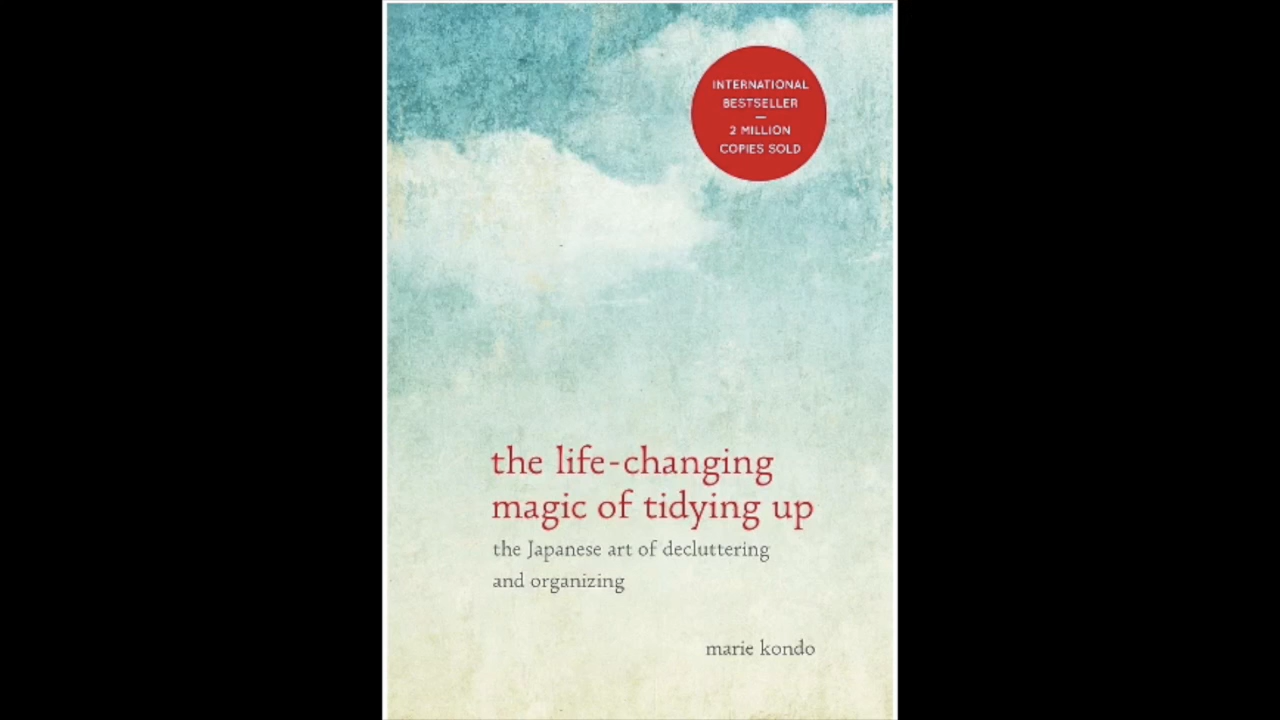 INTERNATIONAL
BESTSELLER
—
2 MILLION
COPIES SOLD
the life-changing
magic of tidying up
the Japanese art of decluttering
and organizing
marie kondo